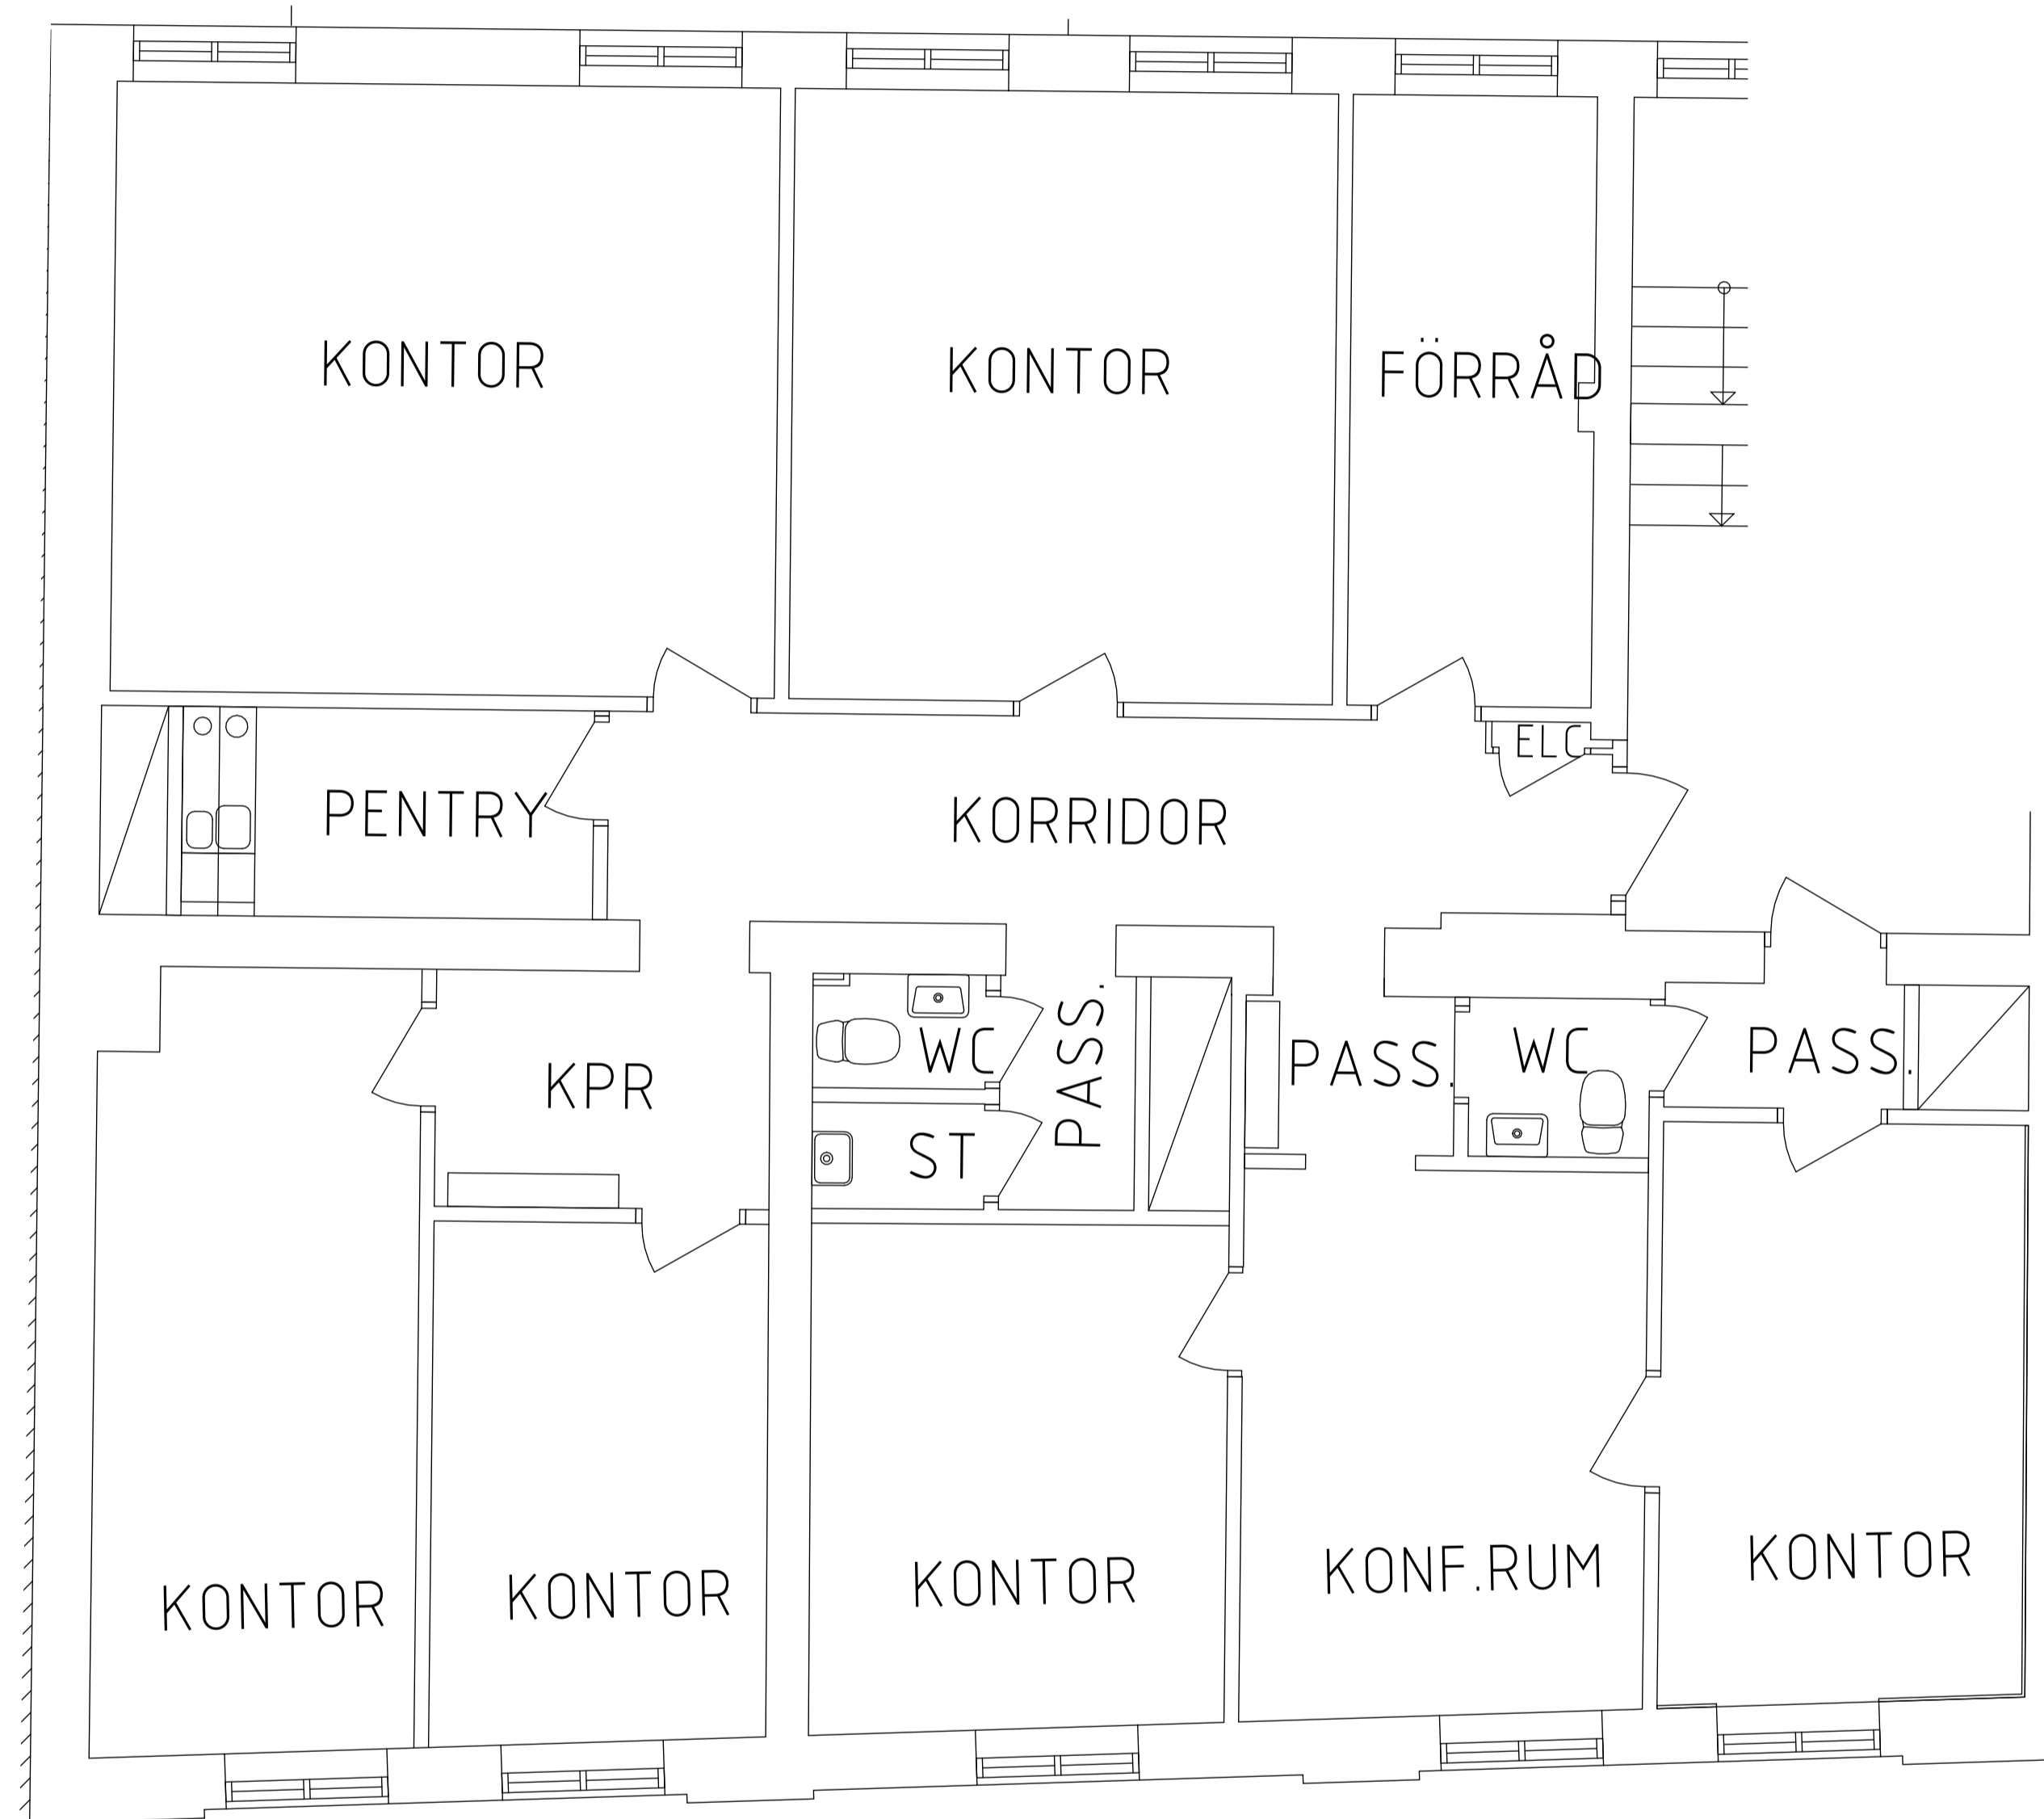 KONTOR
KONTOR
FÖRRÅD
ELC
PENTRY
KORRIDOR
KPR
WC
PASS.
PASS.
WC
PASS.
ST
KONTOR
KONTOR
KONTOR
KONF.RUM
KONTOR